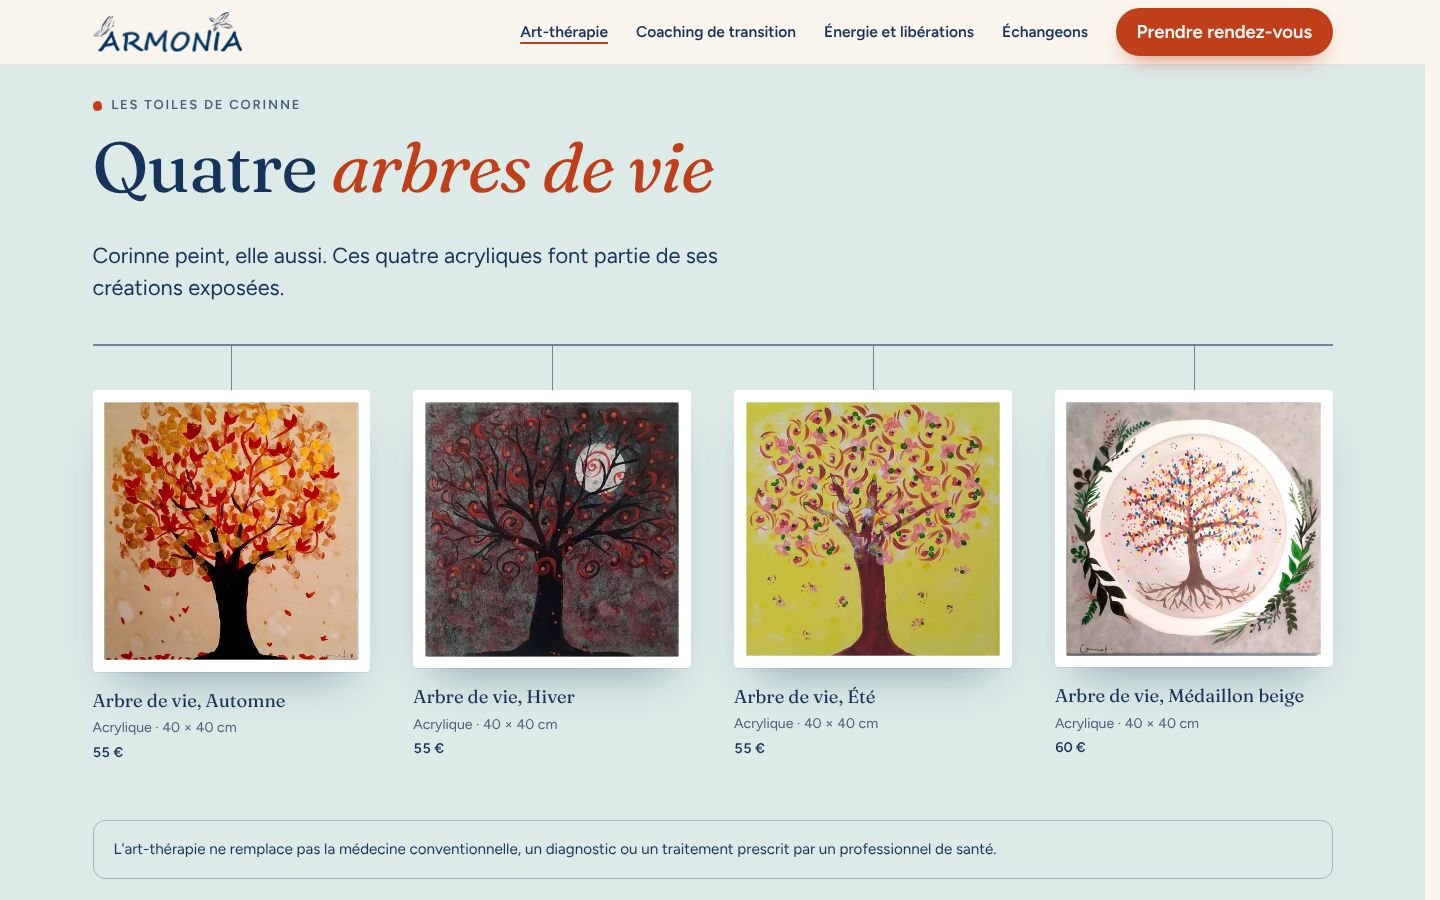 ARMONIA
Art-thérapie
Coaching de transition
Énergie et libérations
Échangeons
Prendre rendez-vous
LES TOILES DE CORINNE
Quatre arbres de vie
Corinne peint, elle aussi. Ces quatre acryliques font partie de ses
créations exposées.
Arbre de vie, Automne
Acrylique · 40 × 40 cm
55 €
Arbre de vie, Hiver
Acrylique · 40 × 40 cm
55 €
Arbre de vie, Été
Acrylique · 40 × 40 cm
55 €
Arbre de vie, Médaillon beige
Acrylique · 40 × 40 cm
60 €
L'art-thérapie ne remplace pas la médecine conventionnelle, un diagnostic ou un traitement prescrit par un professionnel de santé.